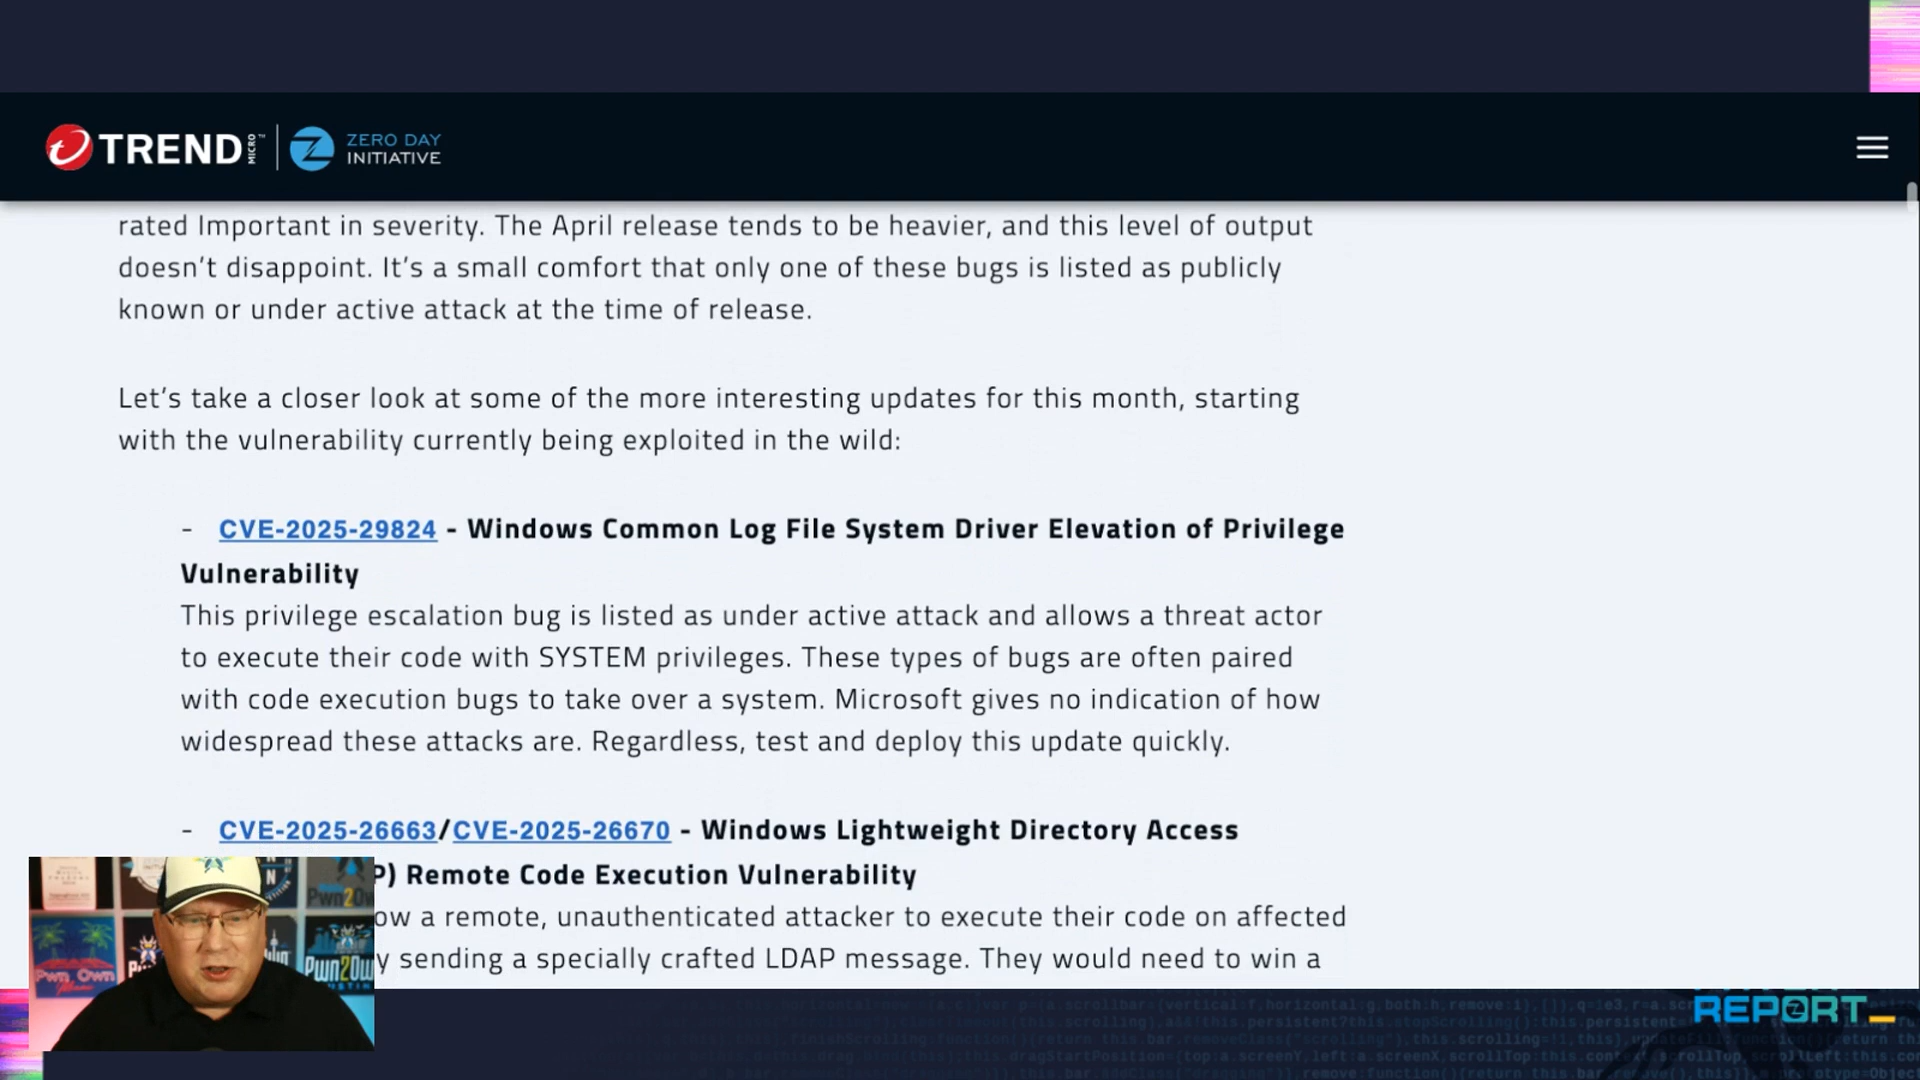 TREND MICRO™ | ZERO DAY INITIATIVE
rated Important in severity. The April release tends to be heavier, and this level of output
doesn’t disappoint. It’s a small comfort that only one of these bugs is listed as publicly
known or under active attack at the time of release.
Let’s take a closer look at some of the more interesting updates for this month, starting
with the vulnerability currently being exploited in the wild:
- CVE-2025-29824 - Windows Common Log File System Driver Elevation of Privilege
Vulnerability
This privilege escalation bug is listed as under active attack and allows a threat actor
to execute their code with SYSTEM privileges. These types of bugs are often paired
with code execution bugs to take over a system. Microsoft gives no indication of how
widespread these attacks are. Regardless, test and deploy this update quickly.
- CVE-2025-26663/CVE-2025-26670 - Windows Lightweight Directory Access
P) Remote Code Execution Vulnerability
ow a remote, unauthenticated attacker to execute their code on affected
y sending a specially crafted LDAP message. They would need to win a
Pwn2Ow
Pwn Own
Miami
Pwn2Ow
REPORT_